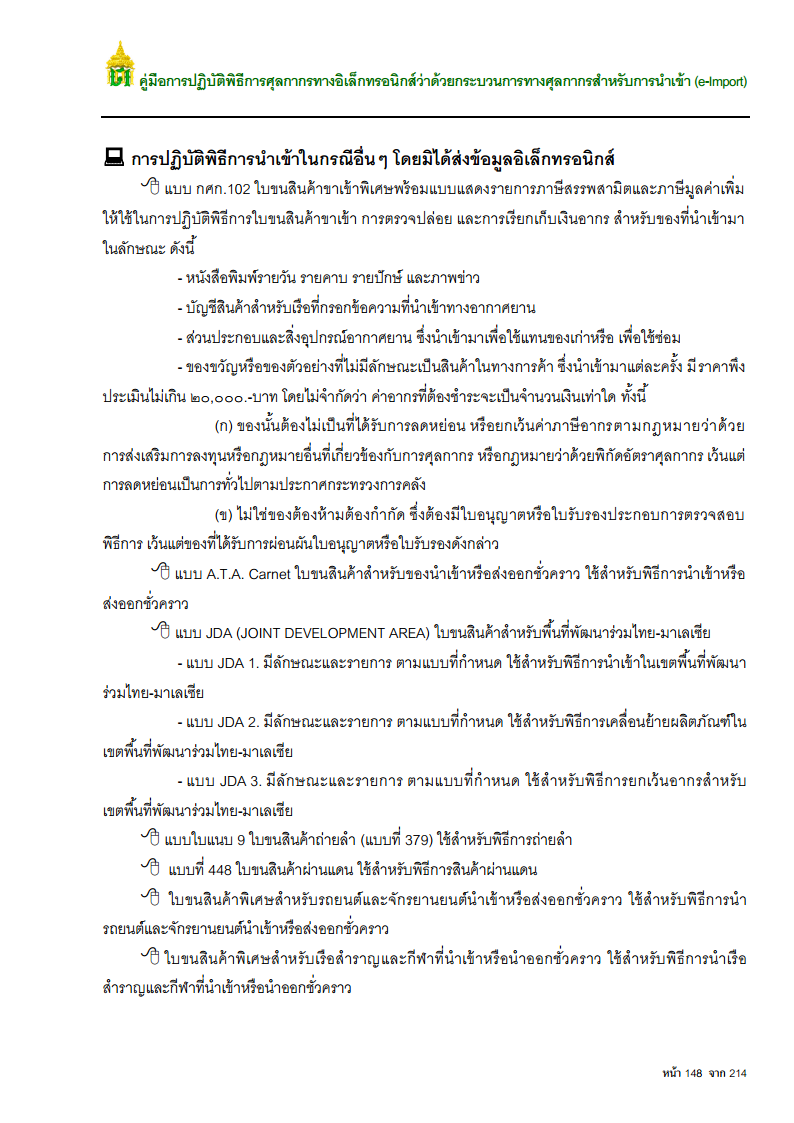 คู่มือการปฏิบัติพิธีการศุลกากรทางอิเล็กทรอนิกส์ว่าด้วยกระบวนการทางศุลกากรสำหรับการนำเข้า (e-Import)
การปฏิบัติพิธีการนำเข้าในกรณีอื่นๆ โดยมิได้ส่งข้อมูลอิเล็กทรอนิกส์
แบบ กศก.102 ใบขนสินค้าขาเข้าพิเศษพร้อมแบบแสดงรายการภาษีสรรพสามิตและภาษีมูลค่าเพิ่ม
ให้ใช้ในการปฏิบัติพิธีการใบขนสินค้าขาเข้า การตรวจปล่อย และการเรียกเก็บเงินอากร สำหรับของที่นำเข้ามา
ในลักษณะ ดังนี้
- หนังสือพิมพ์รายวัน รายคาบ รายปักษ์ และภาพข่าว
- บัญชีสินค้าสำหรับเรือที่กรอกข้อความที่นำเข้าทางอากาศยาน
- ส่วนประกอบและสิ่งอุปกรณ์อากาศยาน ซึ่งนำเข้ามาเพื่อใช้แทนของเก่าหรือ เพื่อใช้ซ่อม
- ของขวัญหรือของตัวอย่างที่ไม่มีลักษณะเป็นสินค้าในทางการค้า ซึ่งนำเข้ามาแต่ละครั้ง มีราคาพึง
ประเมินไม่เกิน ๒๐,๐๐๐.-บาท โดยไม่จำกัดว่า ค่าอากรที่ต้องชำระจะเป็นจำนวนเงินเท่าใด ทั้งนี้
(ก) ของนั้นต้องไม่เป็นที่ได้รับการลดหย่อน หรือยกเว้นค่าภาษีอากรตามกฎหมายว่าด้วย
การส่งเสริมการลงทุนหรือกฎหมายอื่นที่เกี่ยวข้องกับการศุลกากร หรือกฎหมายว่าด้วยพิกัดอัตราศุลกากร เว้นแต่
การลดหย่อนเป็นการทั่วไปตามประกาศกระทรวงการคลัง
(ข) ไม่ใช่ของต้องห้ามต้องกำกัด ซึ่งต้องมีใบอนุญาตหรือใบรับรองประกอบการตรวจสอบ
พิธีการ เว้นแต่ของที่ได้รับการผ่อนผันใบอนุญาตหรือใบรับรองดังกล่าว
แบบ A.T.A. Carnet ใบขนสินค้าสำหรับของนำเข้าหรือส่งออกชั่วคราว ใช้สำหรับพิธีการนำเข้าหรือ
ส่งออกชั่วคราว
แบบ JDA (JOINT DEVELOPMENT AREA) ใบขนสินค้าสำหรับพื้นที่พัฒนาร่วมไทย-มาเลเซีย
- แบบ JDA 1. มีลักษณะและรายการ ตามแบบที่กำหนด ใช้สำหรับพิธีการนำเข้าในเขตพื้นที่พัฒนา
ร่วมไทย-มาเลเซีย
- แบบ JDA 2. มีลักษณะและรายการ ตามแบบที่กำหนด ใช้สำหรับพิธีการเคลื่อนย้ายผลิตภัณฑ์ใน
เขตพื้นที่พัฒนาร่วมไทย-มาเลเซีย
- แบบ JDA 3. มีลักษณะและรายการ ตามแบบที่กำหนด ใช้สำหรับพิธีการยกเว้นอากรสำหรับ
เขตพื้นที่พัฒนาร่วมไทย-มาเลเซีย
แบบใบแนบ 9 ใบขนสินค้าถ่ายลำ (แบบที่ 379) ใช้สำหรับพิธีการถ่ายลำ
แบบที่ 448 ใบขนสินค้าผ่านแดน ใช้สำหรับพิธีการสินค้าผ่านแดน
ใบขนสินค้าพิเศษสำหรับรถยนต์และจักรยานยนต์นำเข้าหรือส่งออกชั่วคราว ใช้สำหรับพิธีการนำ
รถยนต์และจักรยานยนต์นำเข้าหรือส่งออกชั่วคราว
ใบขนสินค้าพิเศษสำหรับเรือสำราญและกีฬาที่นำเข้าหรือนำออกชั่วคราว ใช้สำหรับพิธีการนำเรือ
สำราญและกีฬาที่นำเข้าหรือนำออกชั่วคราว
หน้า 148 จาก 214